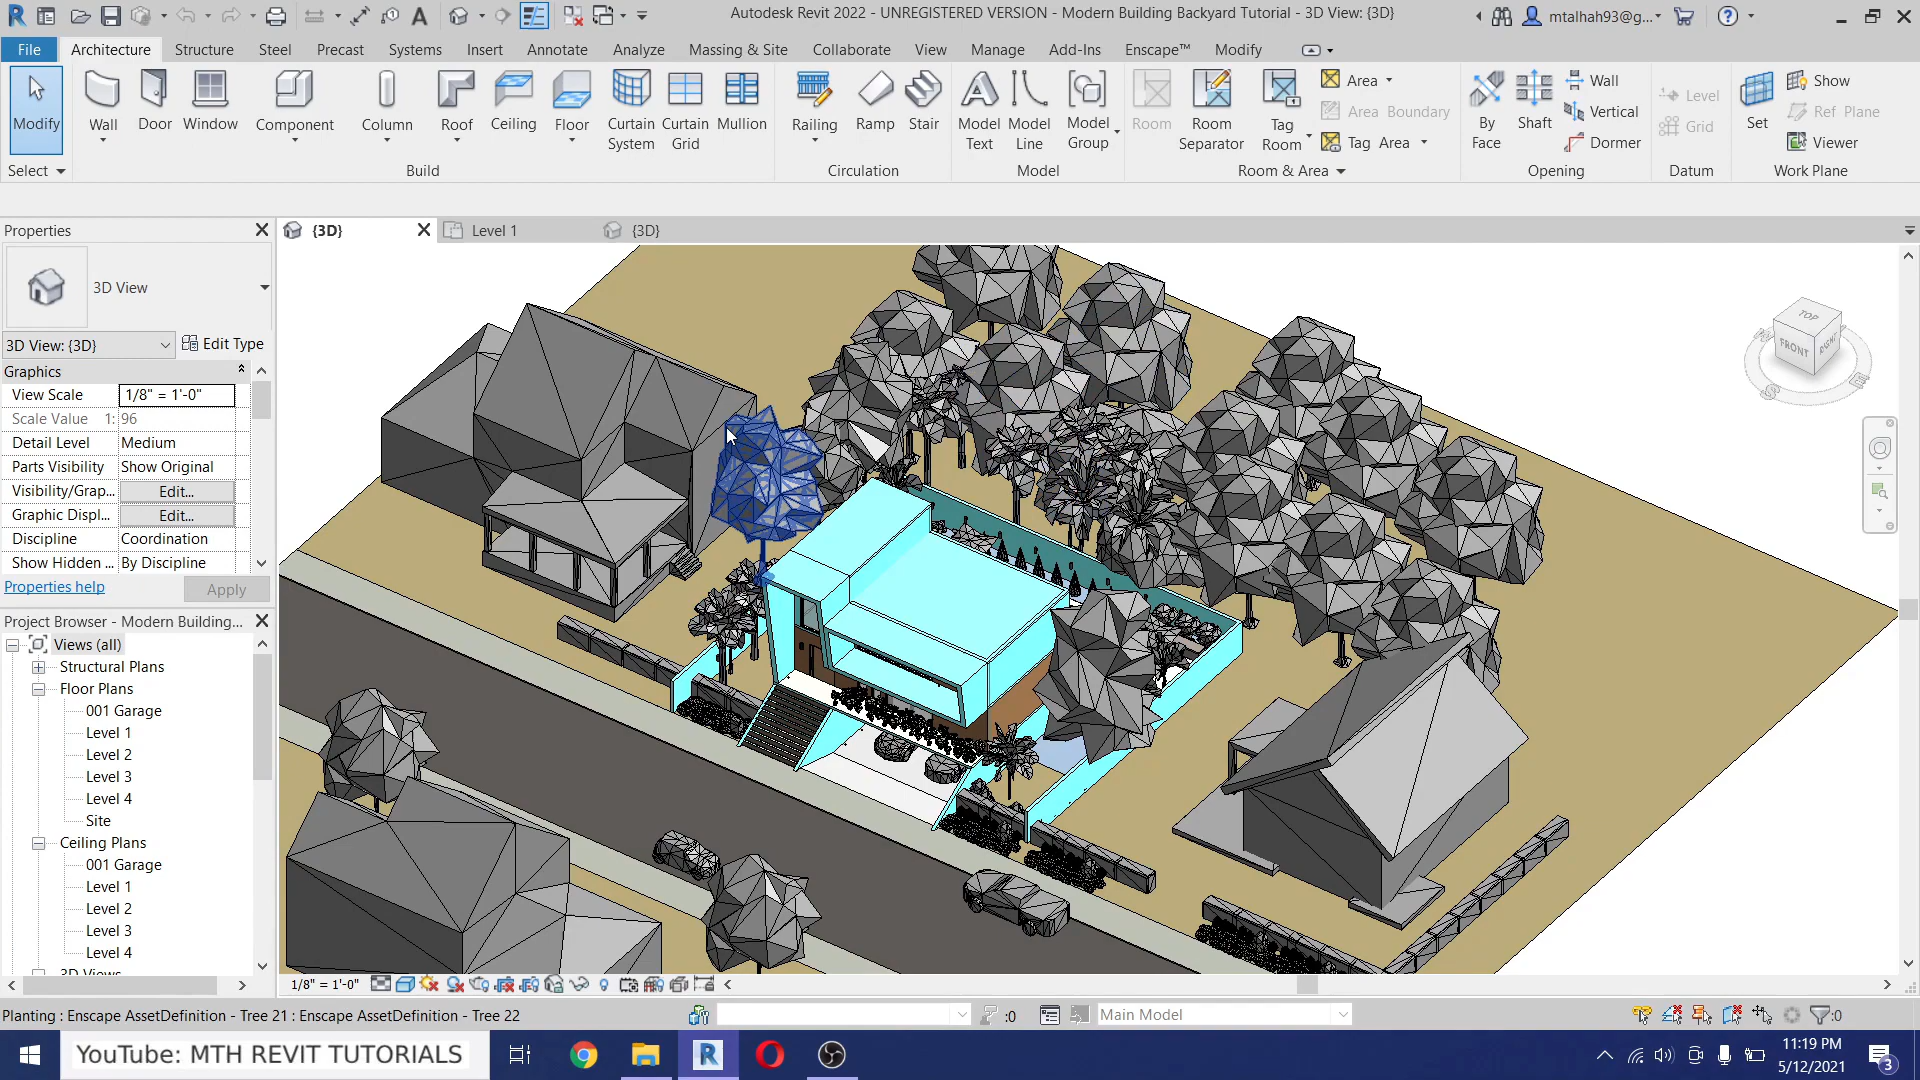 Autodesk Revit 2022 - UNREGISTERED VERSION - Modern Building Backyard Tutorial - 3D View: {3D}
mtalhah93@g...
File Architecture Structure Steel Precast Systems Insert Annotate Analyze Massing & Site Collaborate View Manage Add-Ins Enscape™ Modify
Modify Wall Door Window Component Column Roof Ceiling Floor Curtain System Curtain Grid Mullion Railing Ramp Stair Model Text Model Line Model Group Room Room Separator Tag Room
Area
Area Boundary
Tag Area
By Face Shaft
Wall
Vertical
Dormer
Level
Grid
Set
Show
Ref Plane
Viewer
Select Build Circulation Model Room & Area Opening Datum Work Plane
Properties
{3D} Level 1 {3D}
3D View
3D View: {3D} Edit Type
Graphics
View Scale 1/8" = 1'-0"
Scale Value 1: 96
Detail Level Medium
Parts Visibility Show Original
Visibility/Grap... Edit...
Graphic Displ... Edit...
Discipline Coordination
Show Hidden ... By Discipline
Properties help Apply
Project Browser - Modern Building...
Views (all)
Structural Plans
Floor Plans
001 Garage
Level 1
Level 2
Level 3
Level 4
Site
Ceiling Plans
001 Garage
Level 1
Level 2
Level 3
Level 4
3D Views
TOP
FRONT
RIGHT
S
E
1/8" = 1'-0"
Planting : Enscape AssetDefinition - Tree 21 : Enscape AssetDefinition - Tree 22
:0
Main Model
:0
YouTube: MTH REVIT TUTORIALS
11:19 PM
5/12/2021
3